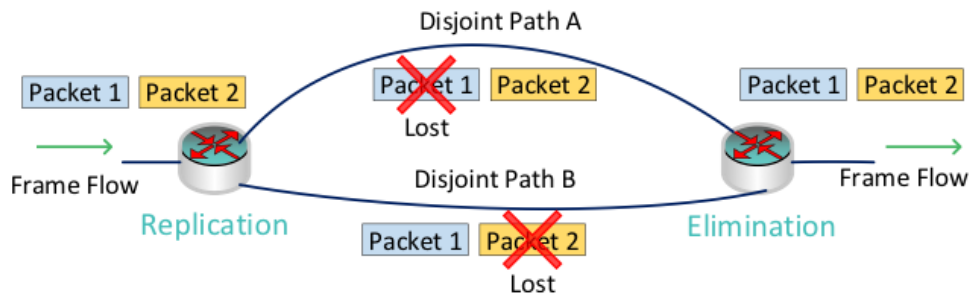 Disjoint Path A
Packet 1 Packet 2
Packet 1 Packet 2
Packet 1 Packet 2
Lost
Frame Flow
Disjoint Path B
Frame Flow
Replication
Elimination
Packet 1 Packet 2
Lost